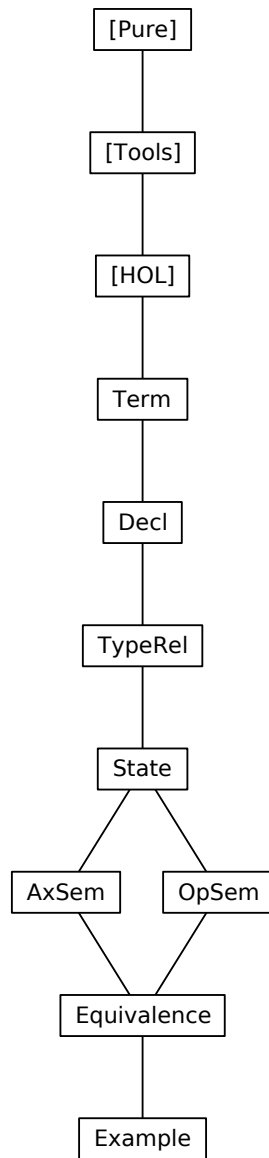 [Pure]
[Tools]
[HOL]
Term
Decl
TypeRel
State
AxSem
OpSem
Equivalence
Example